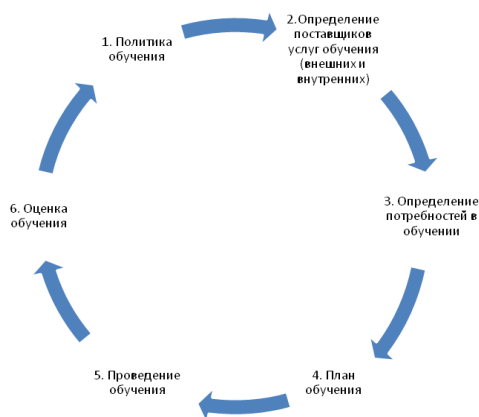 1. Политика
обучения
2.Определение
поставщиков
услуг обучения
(внешних и
внутренних)
3. Определение
потребностей в
обучении
4. План
обучения
5. Проведение
обучения
6. Оценка
обучения